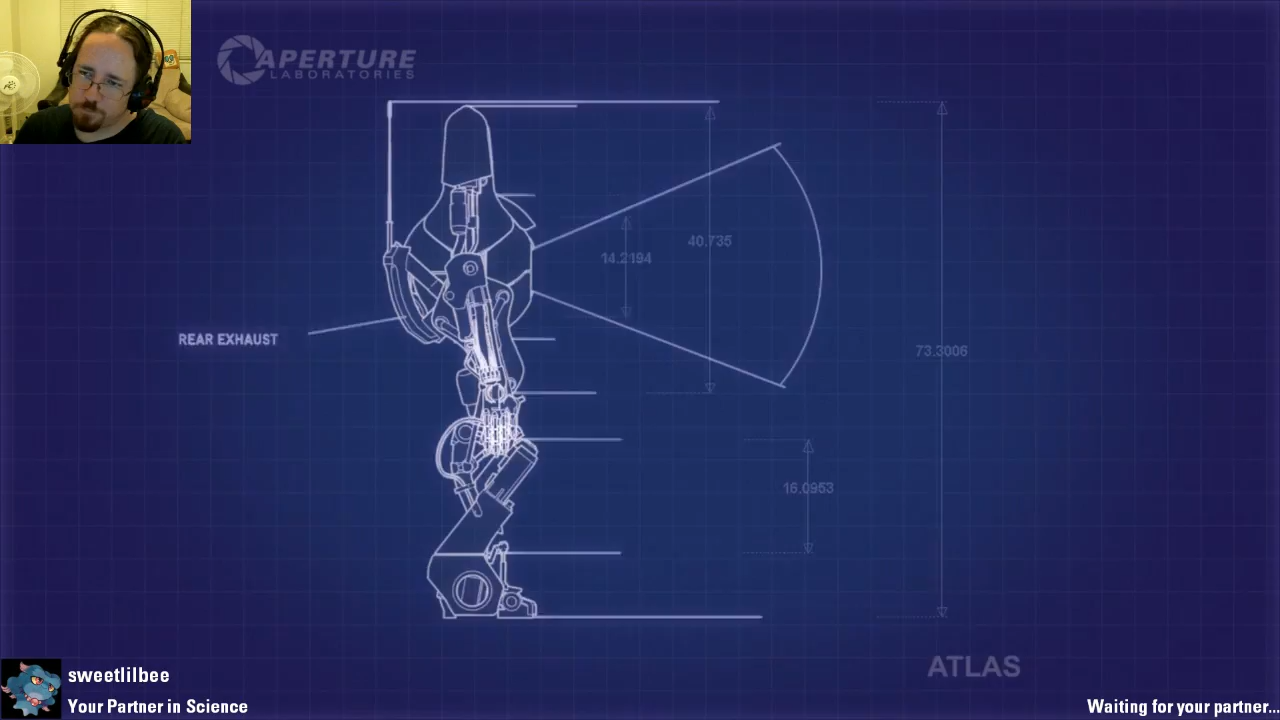 APERTURE
LABORATORIES
40.735
14.2194
REAR EXHAUST
73.3006
16.0953
ATLAS
sweetlilbee
Your Partner in Science
Waiting for your partner...